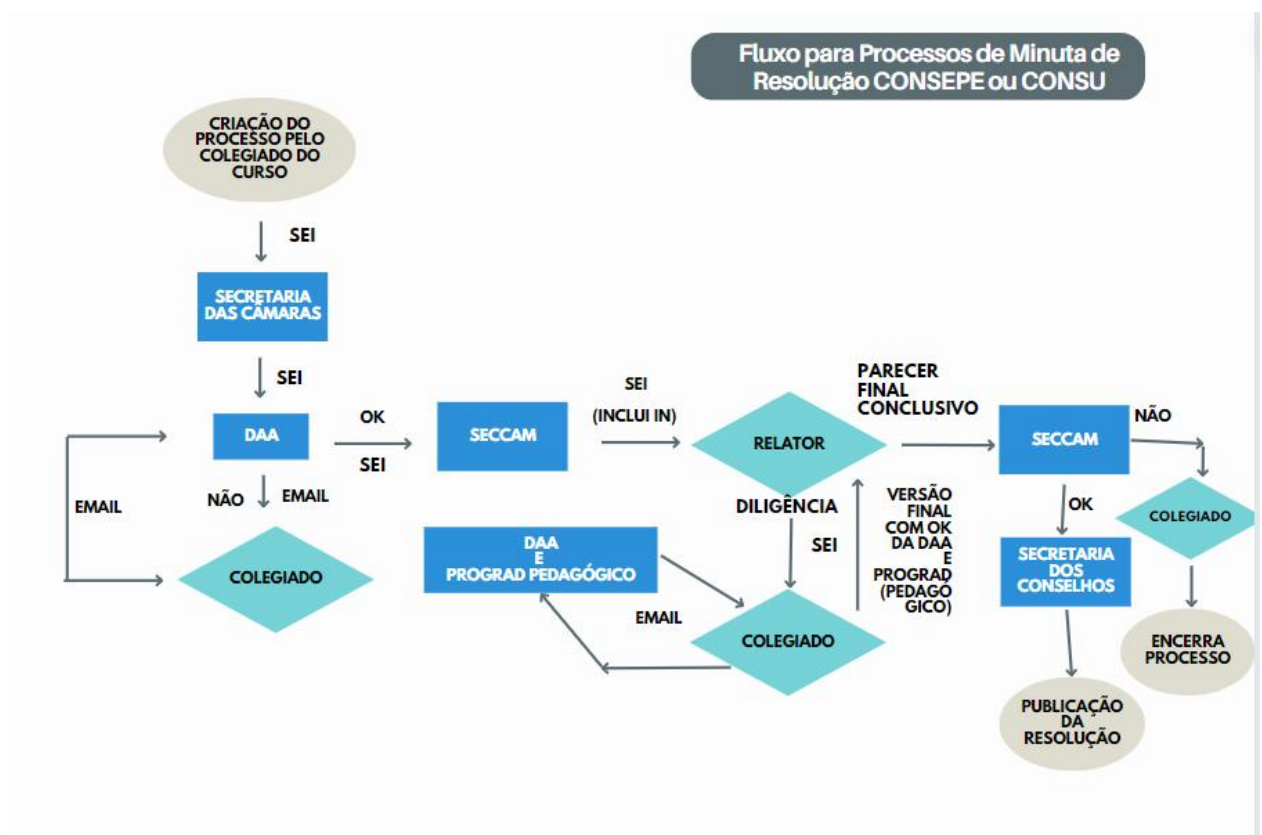 Fluxo para Processos de Minuta de
Resolução CONSEPE ou CONSU
CRIAÇÃO DO
PROCESSO PELO
COLEGIADO DO
CURSO
SEI
SECRETARIA
DAS CÂMARAS
SEI
DAA
OK
SEI
SECCAM
SEI
(INCLUI IN)
RELATOR
PARECER
FINAL
CONCLUSIVO
SECCAM
NÃO
COLEGIADO
ENCERRA
PROCESSO
OK
SECRETARIA
DOS
CONSELHOS
PUBLICAÇÃO
DA
RESOLUÇÃO
EMAIL
NÃO
EMAIL
COLEGIADO
DILIGÊNCIA
SEI
VERSÃO
FINAL
COM OK
DA DAA
E
PROGRAD
(PEDAGÓ
GICO)
DAA
E
PROGRAD PEDAGÓGICO
EMAIL
COLEGIADO